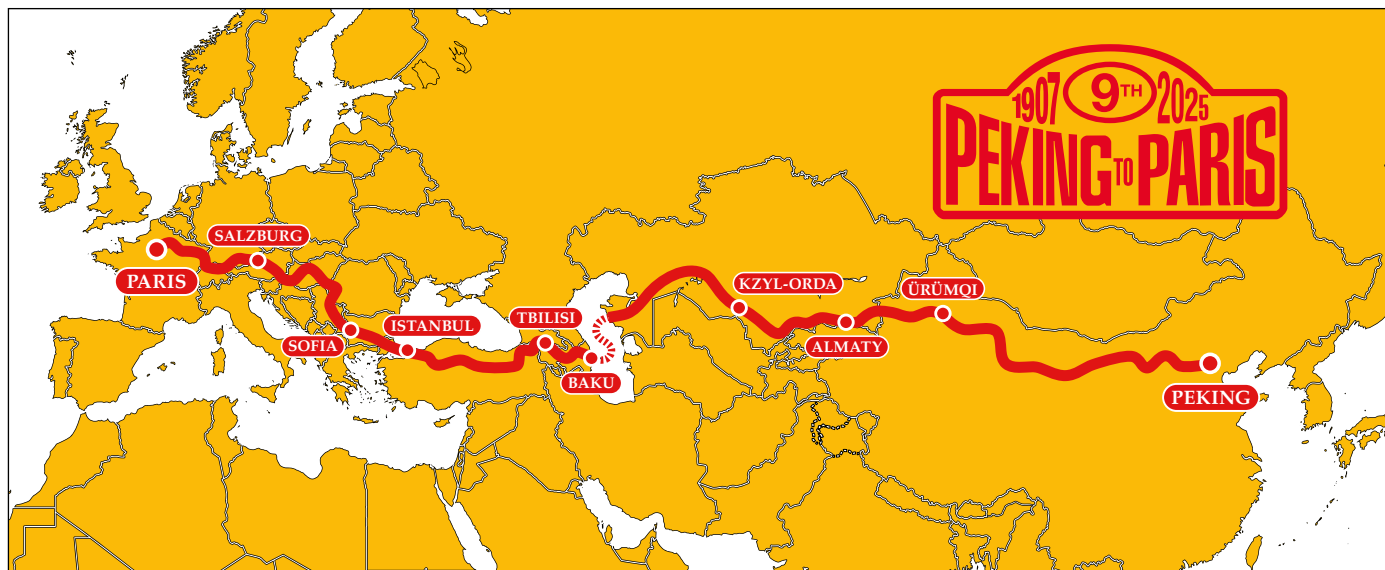 1907 9TH 2025
PEKING TO PARIS
SALZBURG
PARIS
SOFIA
ISTANBUL
TBILISI
BAKU
KZYL-ORDA
ALMATY
ÜRÜMQI
PEKING